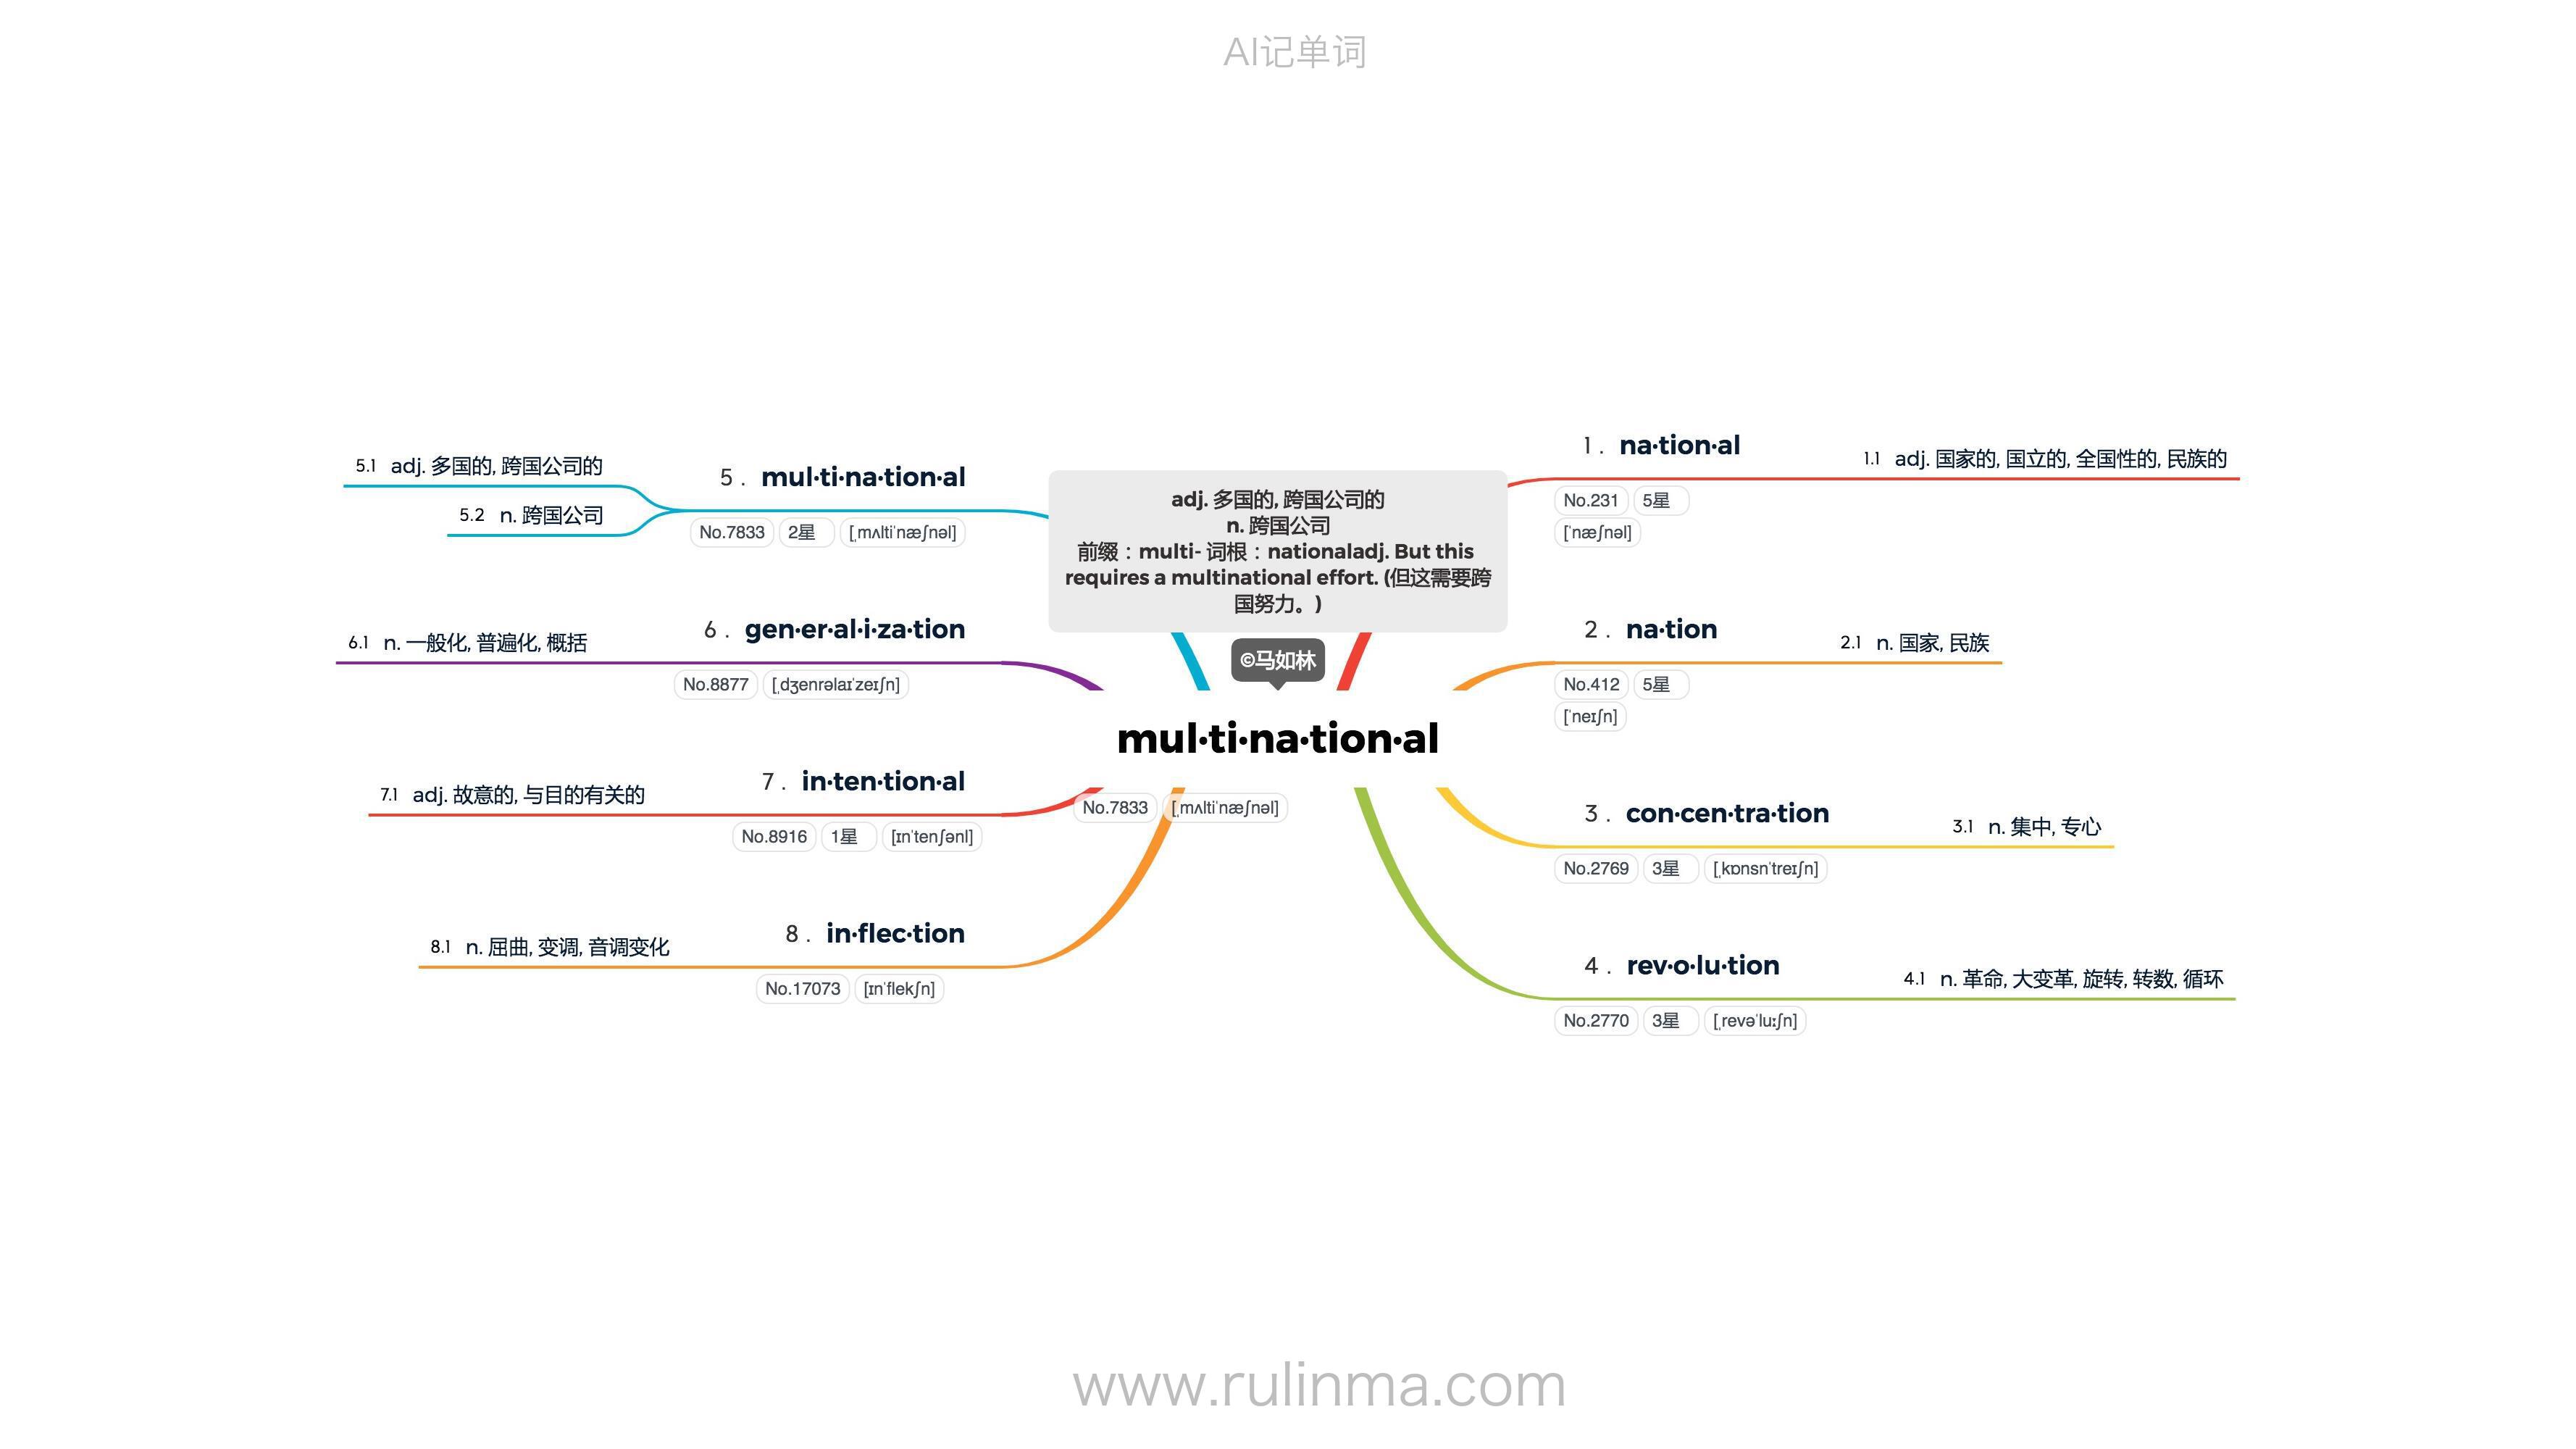 AI记单词
adj. 多国的, 跨国公司的
n. 跨国公司
前缀：multi- 词根：nationaladj. But this
requires a multinational effort. (但这需要跨
国努力。)
©马如林
mul·ti·na·tion·al
No.7833 [ˌmʌltiˈnæʃnəl]
1. na·tion·al
No.231 5星
[ˈnæʃnəl]
1.1 adj. 国家的, 国立的, 全国性的, 民族的
2. na·tion
No.412 5星
[ˈneɪʃn]
2.1 n. 国家, 民族
3. con·cen·tra·tion
No.2769 3星 [ˌkɒnsnˈtreɪʃn]
3.1 n. 集中, 专心
4. rev·o·lu·tion
No.2770 3星 [ˌrevəˈluːʃn]
4.1 n. 革命, 大变革, 旋转, 转数, 循环
5. mul·ti·na·tion·al
No.7833 2星 [ˌmʌltiˈnæʃnəl]
5.1 adj. 多国的, 跨国公司的
5.2 n. 跨国公司
6. gen·er·al·i·za·tion
No.8877 [ˌdʒenrəlaɪˈzeɪʃn]
6.1 n. 一般化, 普遍化, 概括
7. in·ten·tion·al
No.8916 1星 [ɪnˈtenʃənl]
7.1 adj. 故意的, 与目的有关的
8. in·flec·tion
No.17073 [ɪnˈflekʃn]
8.1 n. 屈曲, 变调, 音调变化
www.rulinma.com